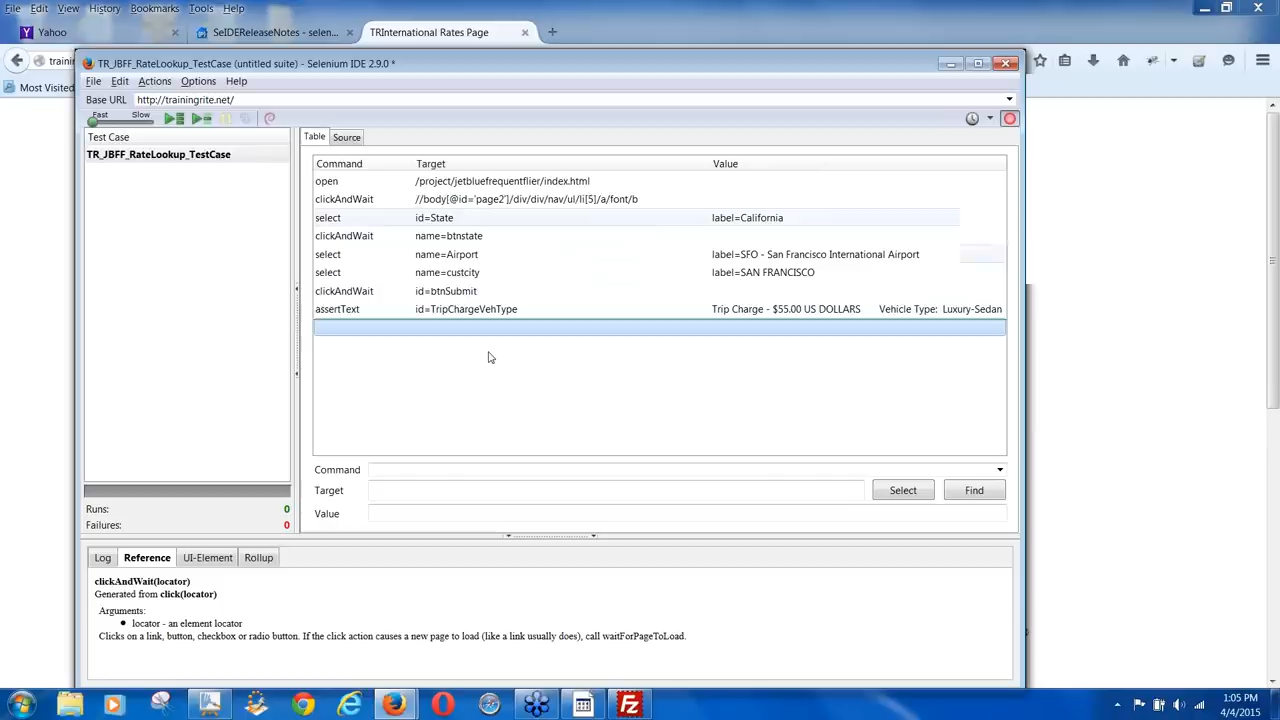 File Edit View History Bookmarks Tools Help
Yahoo × SeIDEReleaseNotes - selen... × TRInternational Rates Page × +
traini
Most Visited
TR_JBFF_RateLookup_TestCase (untitled suite) - Selenium IDE 2.9.0 *
File Edit Actions Options Help
Base URL http://trainingrite.net/
Fast Slow
Test Case
TR_JBFF_RateLookup_TestCase
Table Source
Command Target Value
open /project/jetbluefrequentflier/index.html
clickAndWait //body[@id='page2']/div/div/nav/ul/li[5]/a/font/b
select id=State label=California
clickAndWait name=btnstate
select name=Airport label=SFO - San Francisco International Airport
select name=custcity label=SAN FRANCISCO
clickAndWait id=btnSubmit
assertText id=TripChargeVehType Trip Charge - $55.00 US DOLLARS Vehicle Type: Luxury-Sedan
Command
Target Select Find
Value
Runs: 0
Failures: 0
Log Reference UI-Element Rollup
clickAndWait(locator)
Generated from click(locator)
Arguments:
• locator - an element locator
Clicks on a link, button, checkbox or radio button. If the click action causes a new page to load (like a link usually does), call waitForPageToLoad.
1:05 PM
4/4/2015